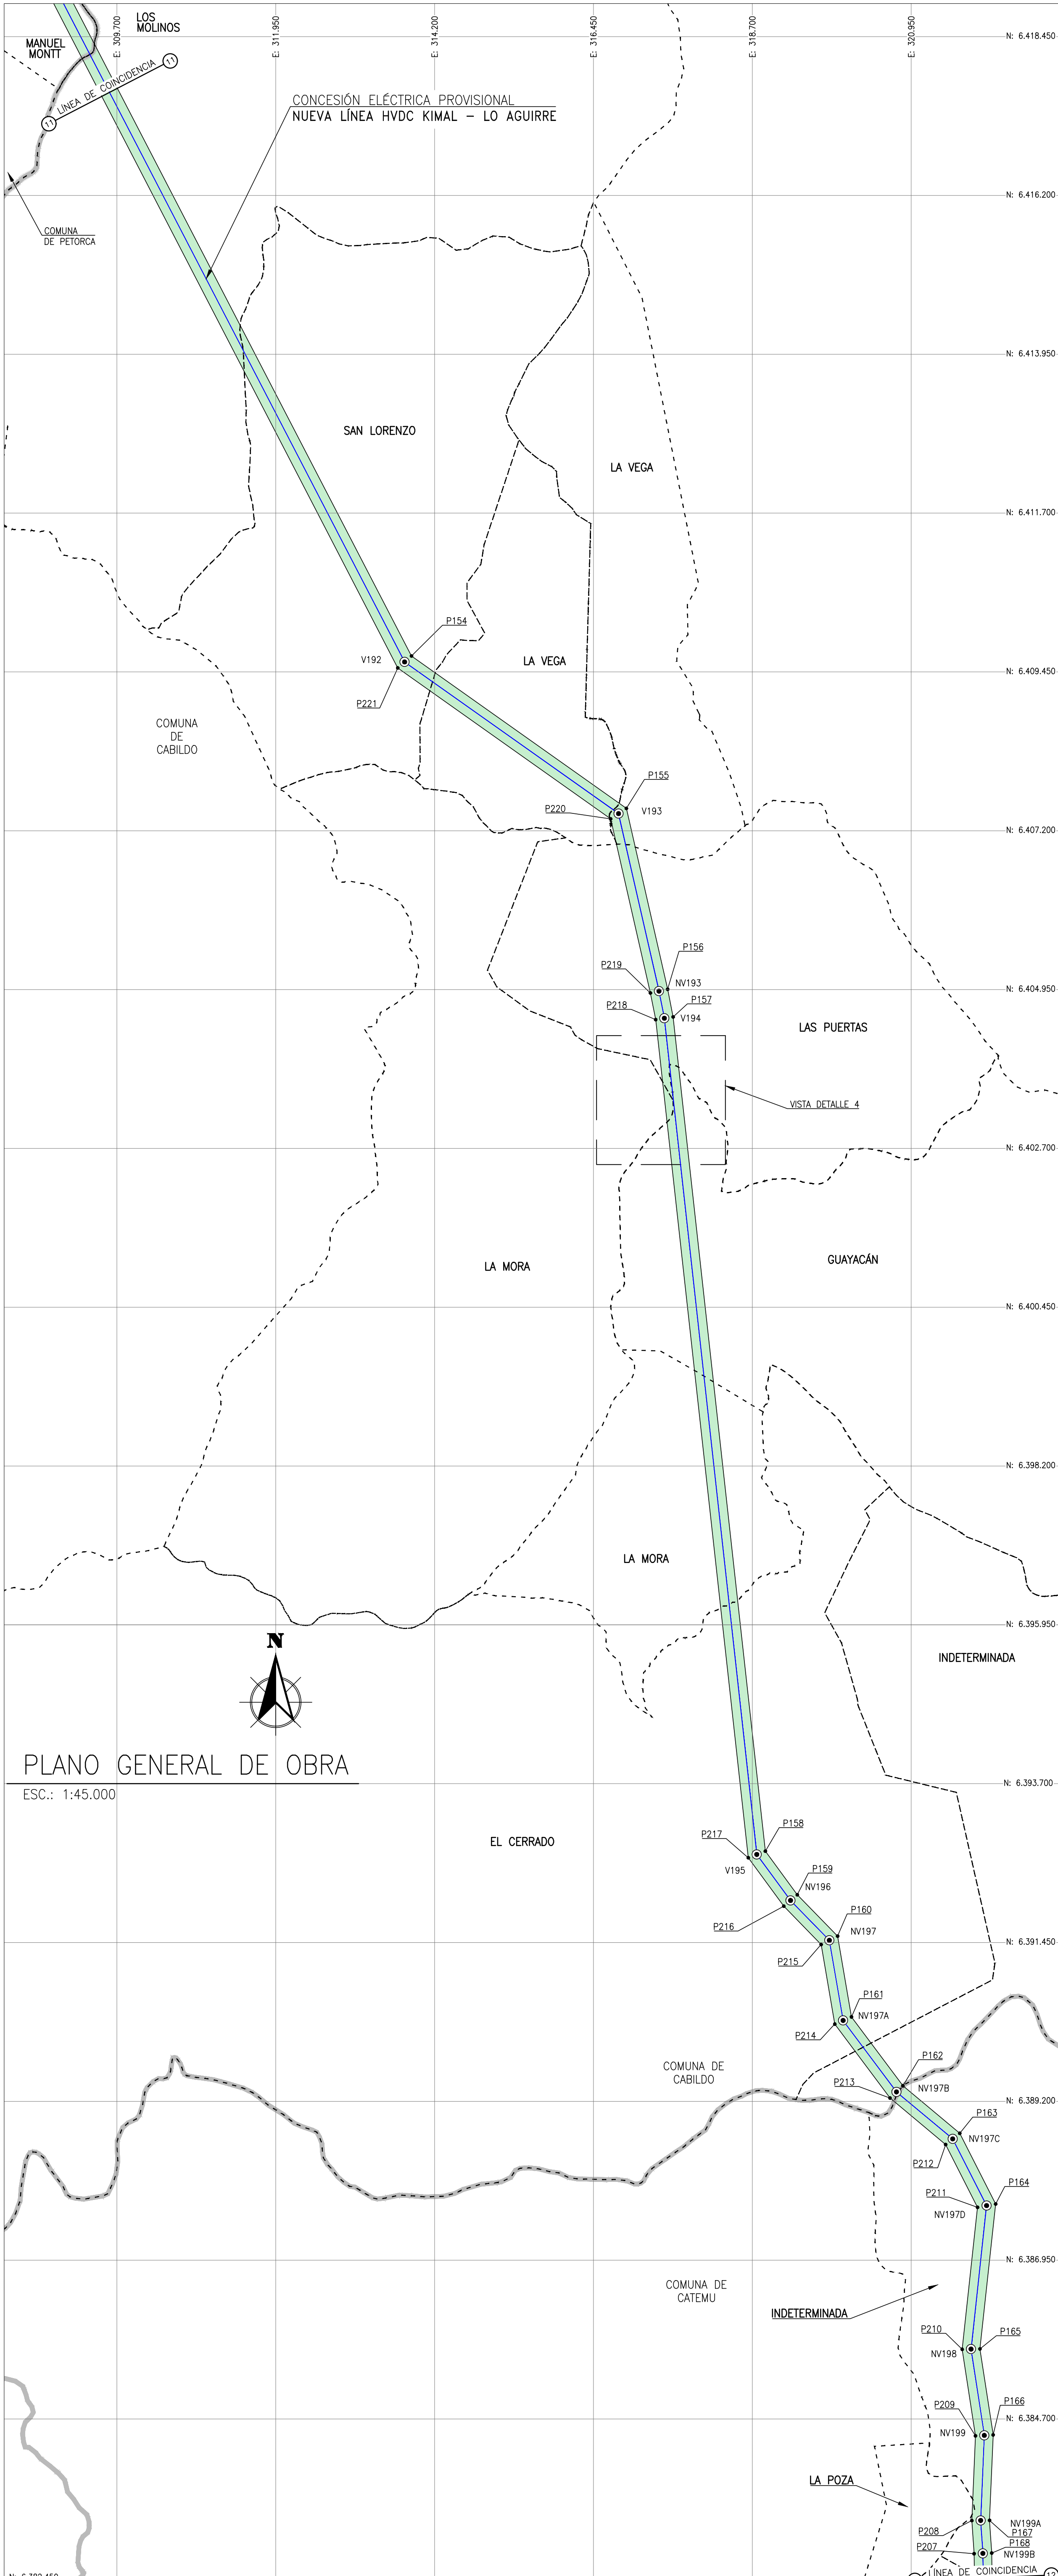 LOS
MOLINOS
MANUEL
MONTT
E: 309.700
E: 311.950
E: 314.200
E: 316.450
E: 318.700
E: 320.950
N: 6.418.450
11 LÍNEA DE COINCIDENCIA 11
CONCESIÓN ELÉCTRICA PROVISIONAL
NUEVA LÍNEA HVDC KIMAL – LO AGUIRRE
N: 6.416.200
COMUNA
DE PETORCA
N: 6.413.950
SAN LORENZO
LA VEGA
N: 6.411.700
P154
V192
LA VEGA
N: 6.409.450
P221
COMUNA
DE
CABILDO
P155
P220
V193
N: 6.407.200
P156
P219
NV193
N: 6.404.950
P157
P218
V194
LAS PUERTAS
VISTA DETALLE 4
N: 6.402.700
GUAYACÁN
LA MORA
N: 6.400.450
N: 6.398.200
LA MORA
N: 6.395.950
N
INDETERMINADA
PLANO GENERAL DE OBRA
ESC.: 1:45.000
N: 6.393.700
EL CERRADO
P158
P217
V195
P159
NV196
P160
P216
NV197
N: 6.391.450
P215
P161
NV197A
P214
COMUNA DE
CABILDO
P162
NV197B
P213
N: 6.389.200
P163
NV197C
P212
P164
P211
NV197D
N: 6.386.950
COMUNA DE
CATEMU
INDETERMINADA
P210
P165
NV198
P209
P166
N: 6.384.700
NV199
LA POZA
NV199A
P208
P167
P207
P168
NV199B
LÍNEA DE COINCIDENCIA 12
N: 6.382.450